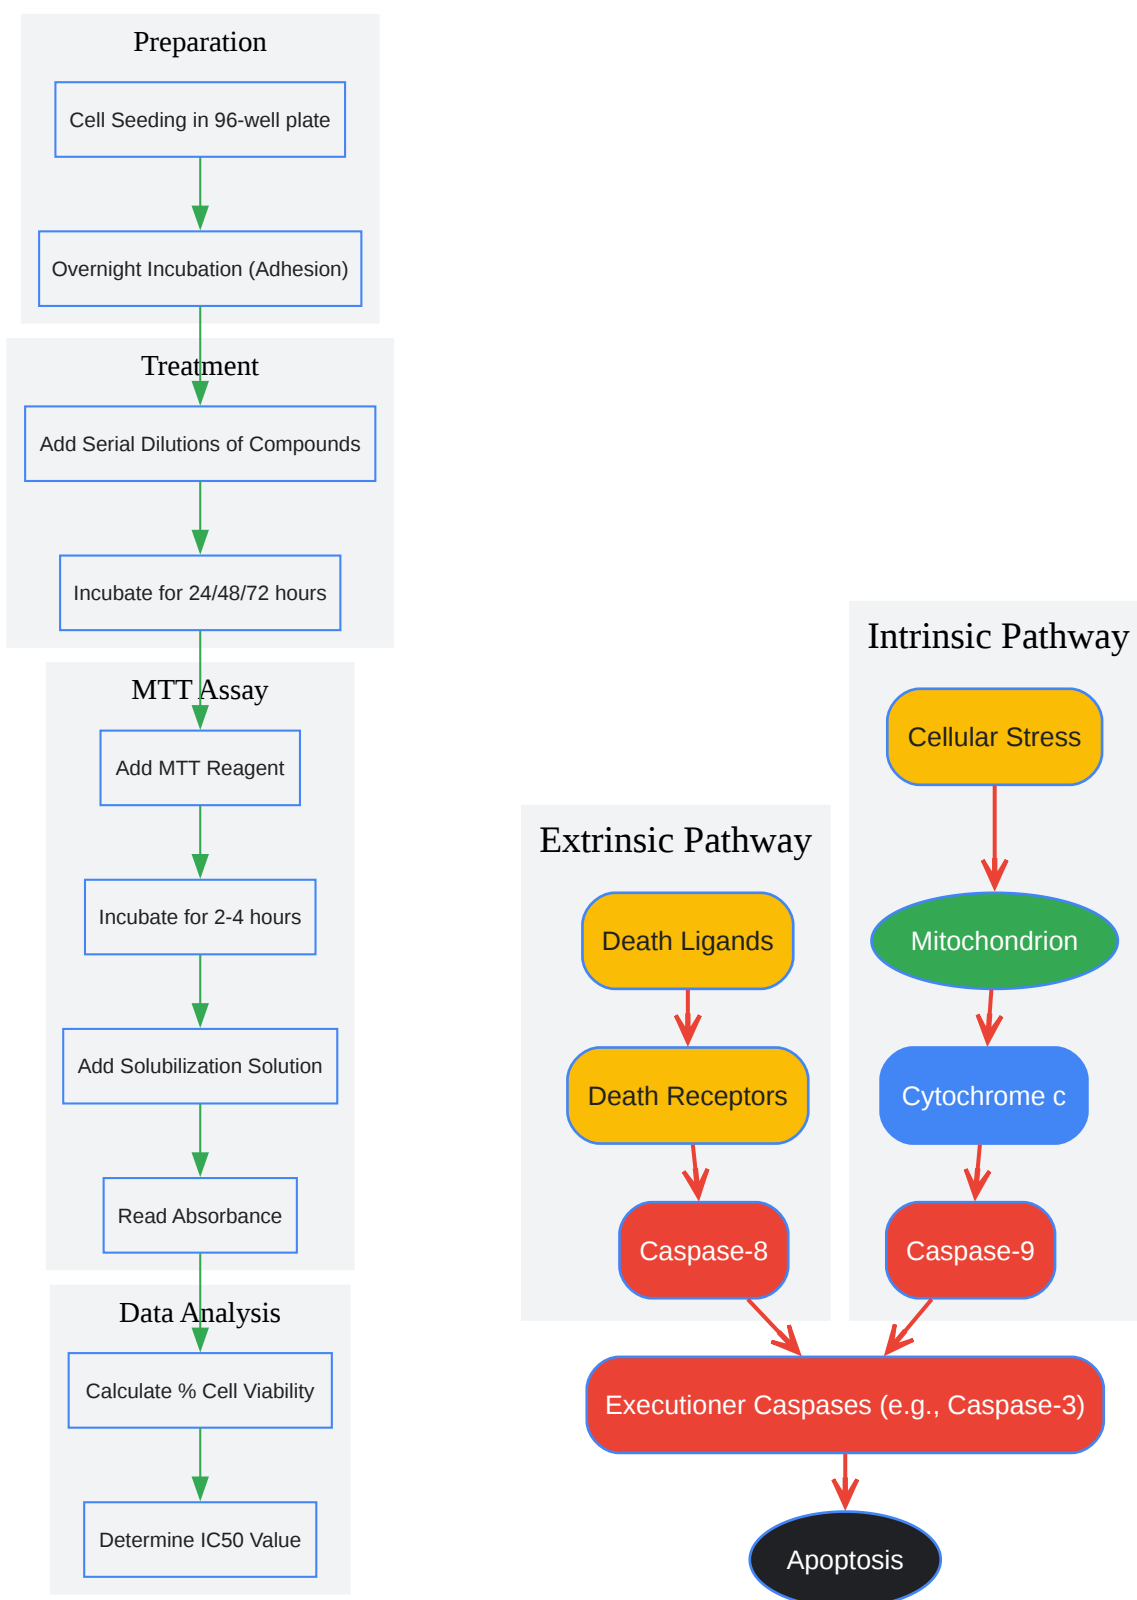 Preparation
Cell Seeding in 96-well plate
Overnight Incubation (Adhesion)
Treatment
Add Serial Dilutions of Compounds
Incubate for 24/48/72 hours
MTT Assay
Add MTT Reagent
Incubate for 2-4 hours
Add Solubilization Solution
Read Absorbance
Data Analysis
Calculate % Cell Viability
Determine IC50 Value
Extrinsic Pathway
Death Ligands
Death Receptors
Caspase-8
Intrinsic Pathway
Cellular Stress
Mitochondrion
Cytochrome c
Caspase-9
Executioner Caspases (e.g., Caspase-3)
Apoptosis